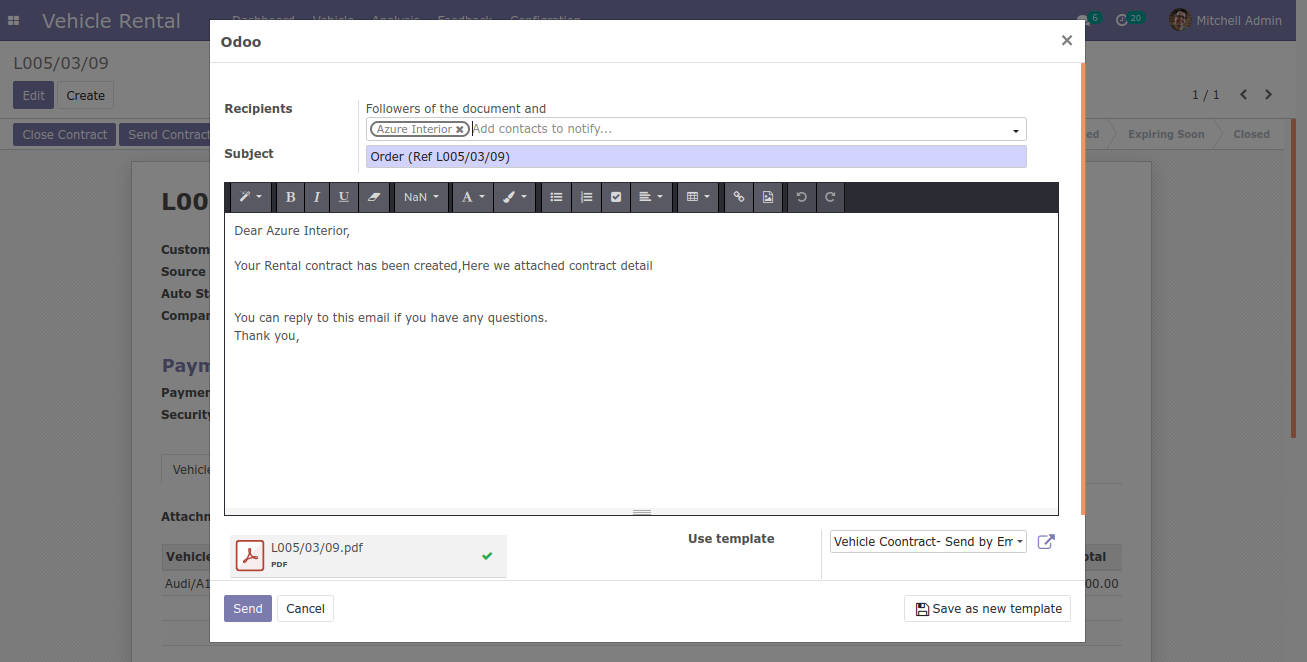 Vehicle Rental
Dashboard Vehicle Analysis Feedback Configuration
6
20
Mitchell Admin
L005/03/09
Edit
Create
1 / 1
Close Contract
Send Contract
Expiring Soon
Closed
Odoo
×
Recipients
Followers of the document and
Azure Interior ×
Add contacts to notify...
Subject
Order (Ref L005/03/09)
B I U
NaN
A
Dear Azure Interior,
Your Rental contract has been created,Here we attached contract detail
You can reply to this email if you have any questions.
Thank you,
L005/03/09.pdf
PDF
Use template
Vehicle Coontract- Send by Em
Send
Cancel
Save as new template
L00
Custom
Source
Auto St
Compan
Paym
Paymen
Security
Vehicle
Attachm
Vehicle
otal
Audi/A1
00.00